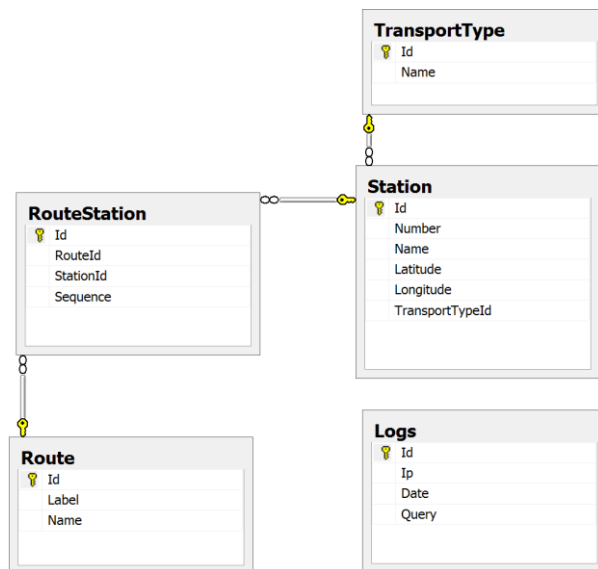 TransportType
Id
Name
Station
Id
Number
Name
Latitude
Longitude
TransportTypeId
RouteStation
Id
RouteId
StationId
Sequence
Route
Id
Label
Name
Logs
Id
Ip
Date
Query